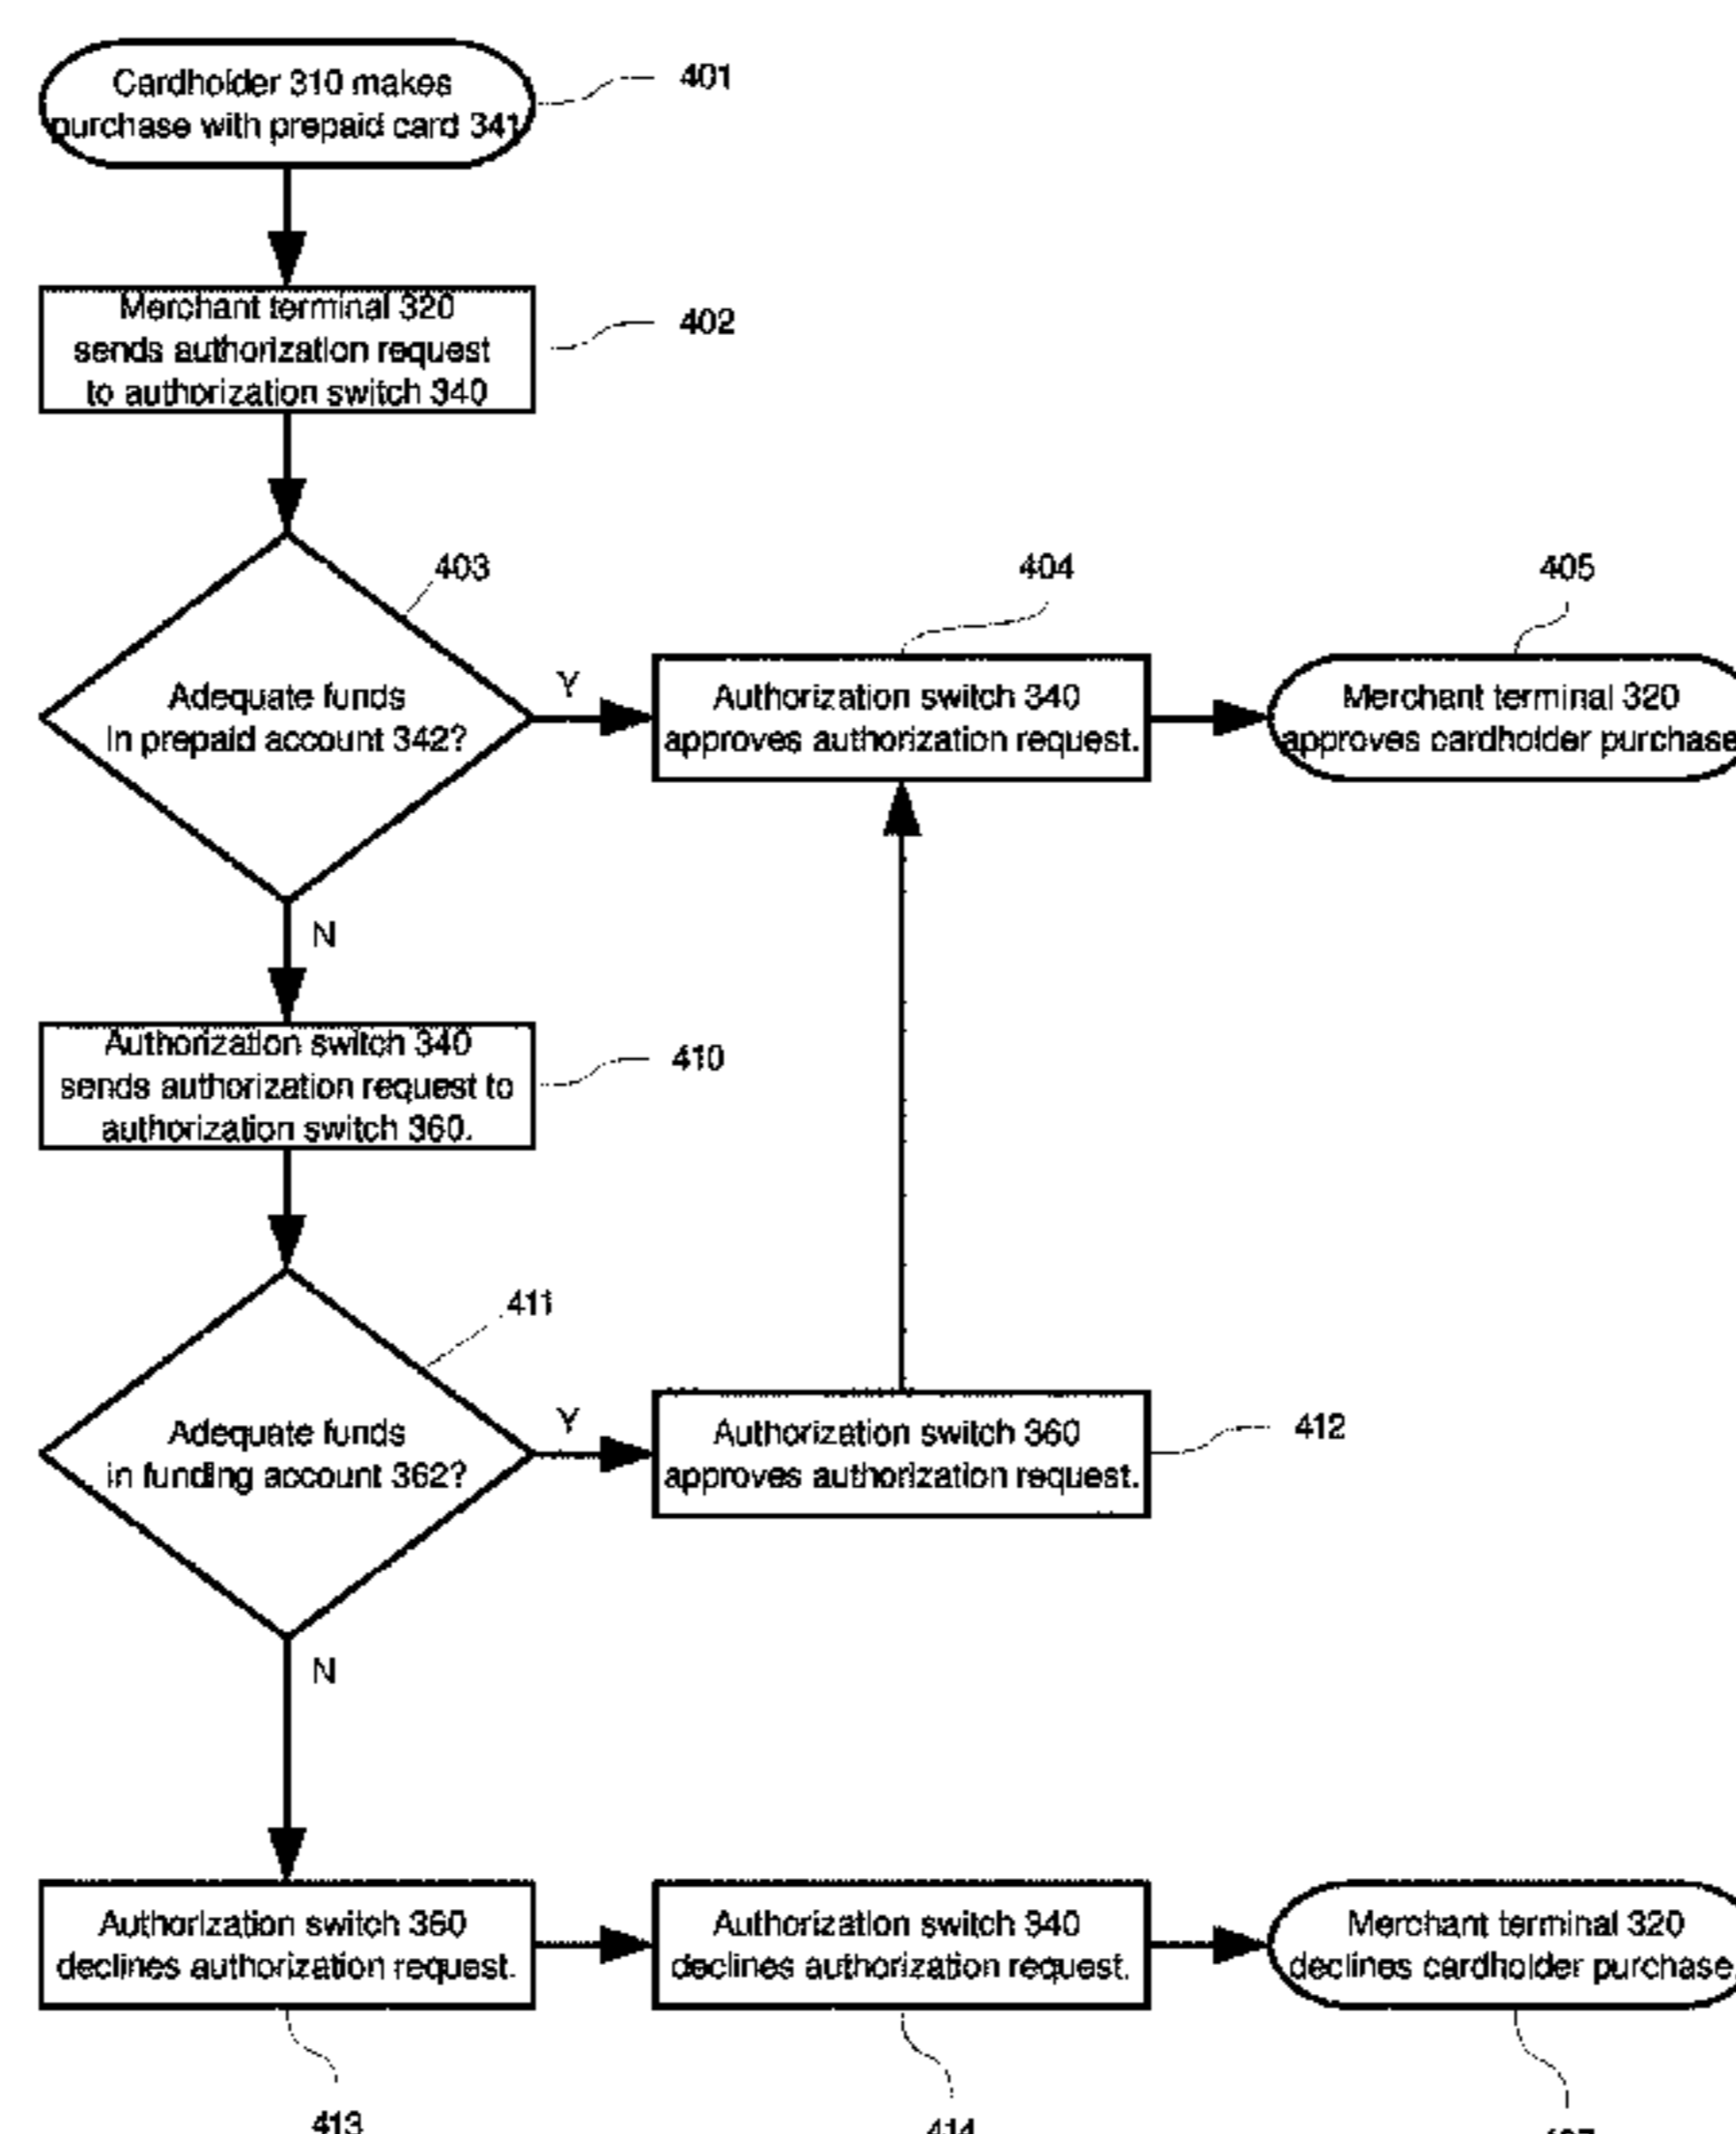 Cardholder 310 makes
purchase with prepaid card 341
401
Merchant terminal 320
sends authorization request
to authorization switch 340
402
403
404
405
Adequate funds
in prepaid account 342?
Y
Authorization switch 340
approves authorization request.
Merchant terminal 320
approves cardholder purchase
N
Authorization switch 340
sends authorization request to
authorization switch 360.
410
411
Adequate funds
in funding account 362?
Y
Authorization switch 360
approves authorization request.
412
N
Authorization switch 360
declines authorization request.
Authorization switch 340
declines authorization request.
Merchant terminal 320
declines cardholder purchase
413
414